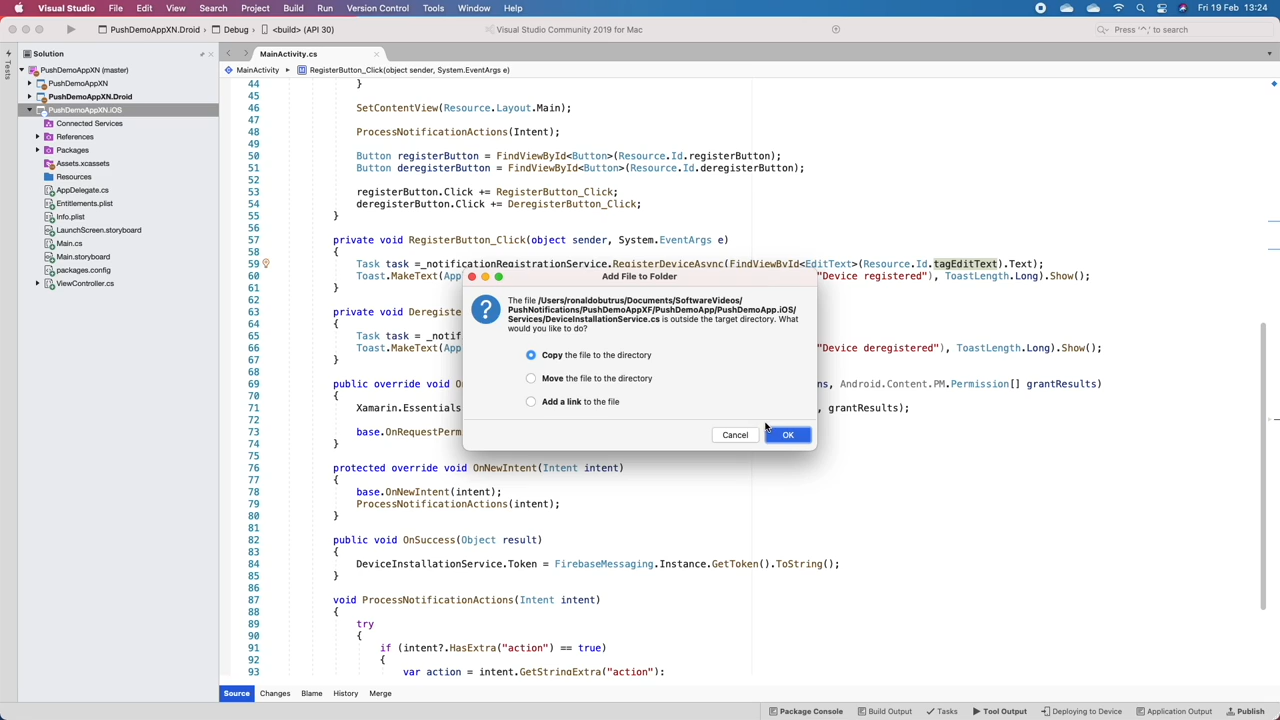 Visual Studio File Edit View Search Project Build Run Version Control Tools Window Help Fri 19 Feb 13:24
PushDemoAppXN.Droid › Debug › <build> (API 30) Visual Studio Community 2019 for Mac Press '^,' to search
Tests
Solution
PushDemoAppXN (master)
PushDemoAppXN
PushDemoAppXN.Droid
PushDemoAppXN.iOS
Connected Services
References
Packages
Assets.xcassets
Resources
AppDelegate.cs
Entitlements.plist
Info.plist
LaunchScreen.storyboard
Main.cs
Main.storyboard
packages.config
ViewController.cs
MainActivity.cs
MainActivity RegisterButton_Click(object sender, System.EventArgs e)
44 }
45
46 SetContentView(Resource.Layout.Main);
47
48 ProcessNotificationActions(Intent);
49
50 Button registerButton = FindViewById<Button>(Resource.Id.registerButton);
51 Button deregisterButton = FindViewById<Button>(Resource.Id.deregisterButton);
52
53 registerButton.Click += RegisterButton_Click;
54 deregisterButton.Click += DeregisterButton_Click;
55 }
56
57 private void RegisterButton_Click(object sender, System.EventArgs e)
58 {
59 Task task =_notificationRegistrationService.RegisterDeviceAsync(FindViewById<EditText>(Resource.Id.tagEditText).Text);
60 Toast.MakeText(App "Device registered"), ToastLength.Long).Show();
61 }
62
63 private void Deregiste
64 {
65 Task task = _notif
66 Toast.MakeText(App "Device deregistered"), ToastLength.Long).Show();
67 }
68
69 public override void O ns, Android.Content.PM.Permission[] grantResults)
70 {
71 Xamarin.Essentials , grantResults);
72
73 base.OnRequestPerm
74 }
75
76 protected override void OnNewIntent(Intent intent)
77 {
78 base.OnNewIntent(intent);
79 ProcessNotificationActions(intent);
80 }
81
82 public void OnSuccess(Object result)
83 {
84 DeviceInstallationService.Token = FirebaseMessaging.Instance.GetToken().ToString();
85 }
86
87 void ProcessNotificationActions(Intent intent)
88 {
89 try
90 {
91 if (intent?.HasExtra("action") == true)
92 {
93 var action = intent.GetStringExtra("action");
Add File to Folder
The file /Users/ronaldobutrus/Documents/SoftwareVideos/
PushNotifications/PushDemoAppXF/PushDemoApp/PushDemoApp.iOS/
Services/DeviceInstallationService.cs is outside the target directory. What
would you like to do?
Copy the file to the directory
Move the file to the directory
Add a link to the file
Cancel OK
Source Changes Blame History Merge
Package Console Build Output Tasks Tool Output Deploying to Device Application Output Publish